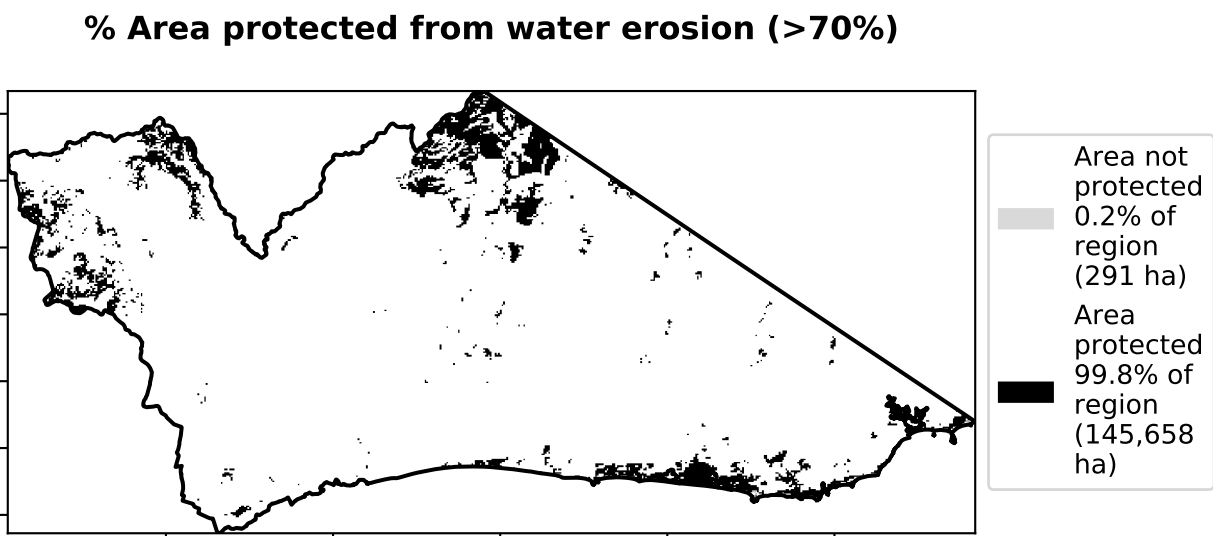 % Area protected from water erosion (>70%)
Area not
protected
0.2% of
region
(291 ha)
Area
protected
99.8% of
region
(145,658
ha)